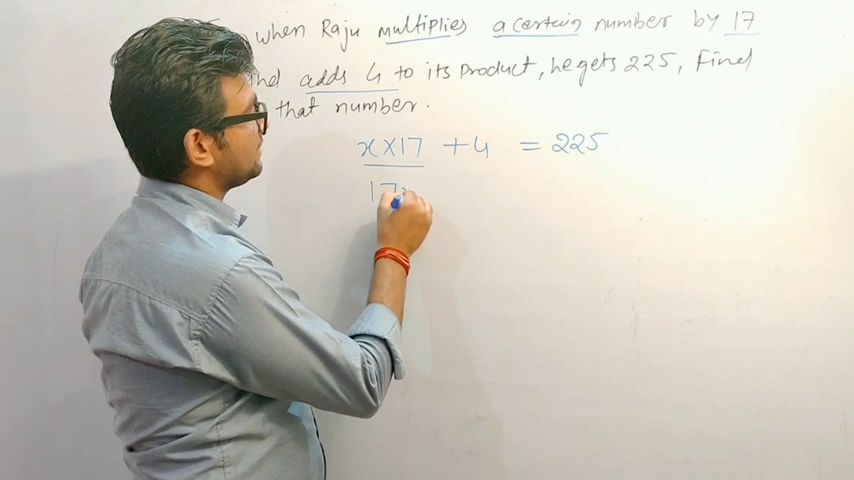 when Raju multiplies a certain number by 17
adds 4 to its product, he gets 225, Find
that number.
x×17 +4 = 225
17